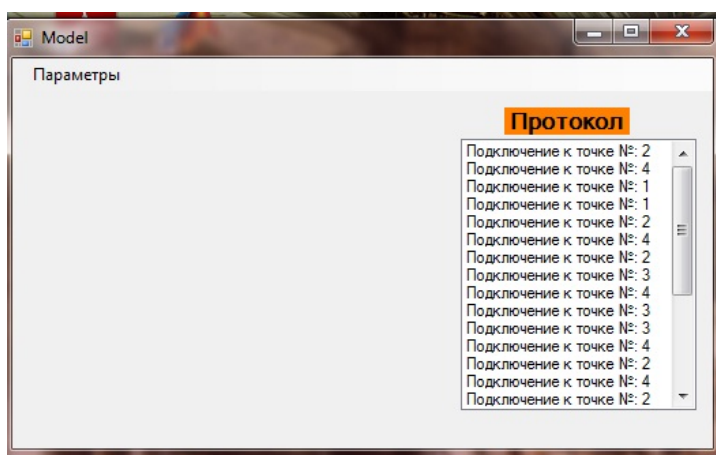 Model
Параметры
Протокол
Подключение к точке №: 2
Подключение к точке №: 4
Подключение к точке №: 1
Подключение к точке №: 1
Подключение к точке №: 2
Подключение к точке №: 4
Подключение к точке №: 2
Подключение к точке №: 3
Подключение к точке №: 4
Подключение к точке №: 3
Подключение к точке №: 3
Подключение к точке №: 4
Подключение к точке №: 2
Подключение к точке №: 4
Подключение к точке №: 2